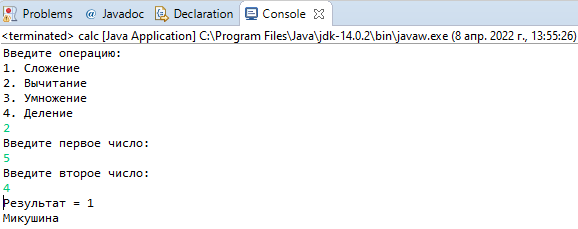 Problems @ Javadoc Declaration Console
<terminated> calc [Java Application] C:\Program Files\Java\jdk-14.0.2\bin\javaw.exe (8 апр. 2022 г., 13:55:26)
Введите операцию:
1. Сложение
2. Вычитание
3. Умножение
4. Деление
2
Введите первое число:
5
Введите второе число:
4
Результат = 1
Микушина